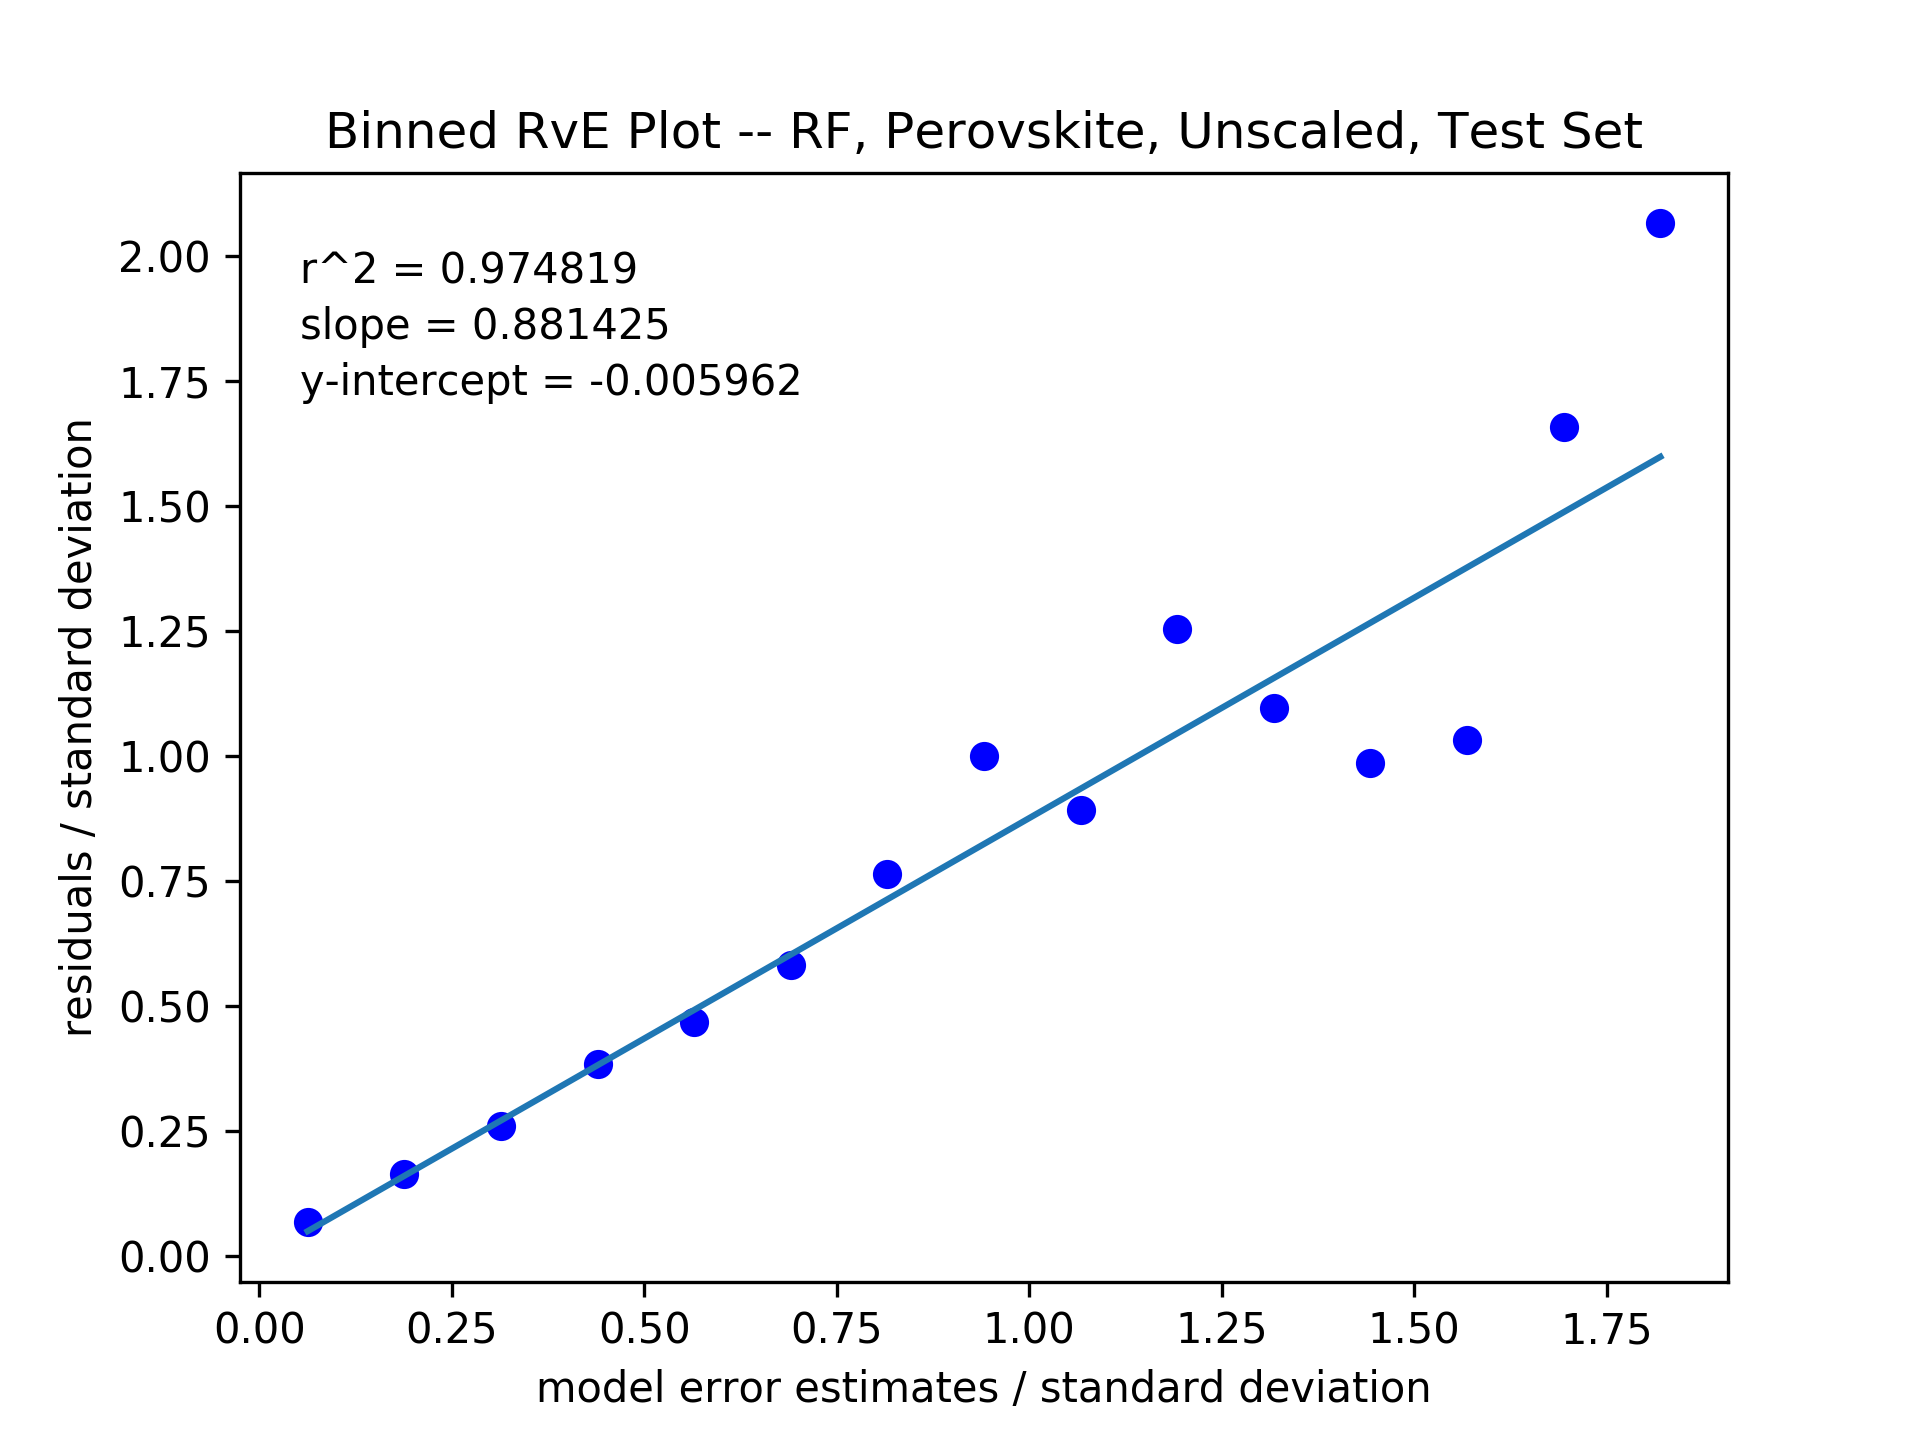 Binned RvE Plot -- RF, Perovskite, Unscaled, Test Set
r^2 = 0.974819
slope = 0.881425
y-intercept = -0.005962
residuals / standard deviation
2.00
1.75
1.50
1.25
1.00
0.75
0.50
0.25
0.00
0.00 0.25 0.50 0.75 1.00 1.25 1.50 1.75
model error estimates / standard deviation